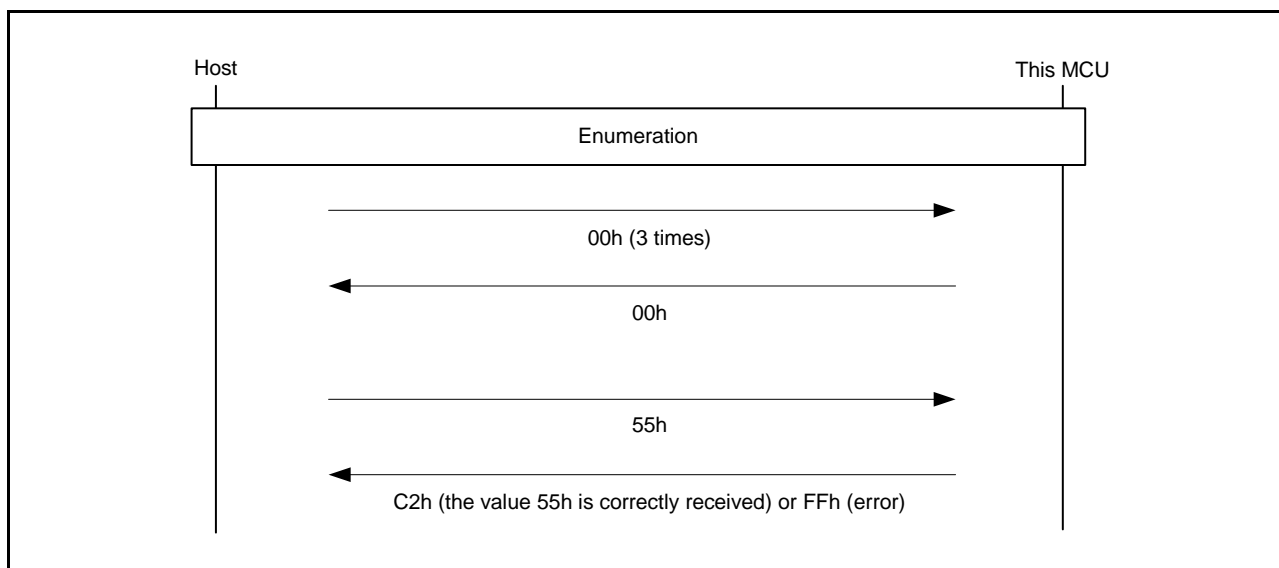 Host
This MCU
Enumeration
00h (3 times)
00h
55h
C2h (the value 55h is correctly received) or FFh (error)